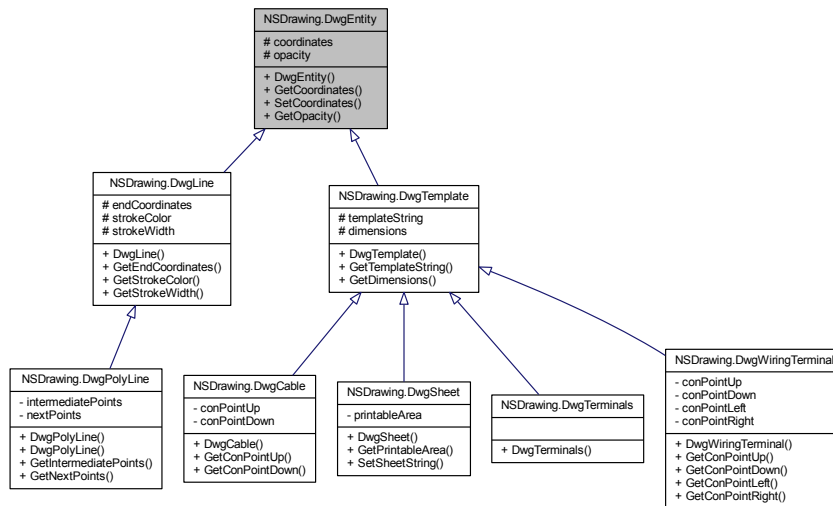 NSDrawing.DwgEntity
# coordinates
# opacity
+ DwgEntity()
+ GetCoordinates()
+ SetCoordinates()
+ GetOpacity()
NSDrawing.DwgLine
# endCoordinates
# strokeColor
# strokeWidth
+ DwgLine()
+ GetEndCoordinates()
+ GetStrokeColor()
+ GetStrokeWidth()
NSDrawing.DwgTemplate
# templateString
# dimensions
+ DwgTemplate()
+ GetTemplateString()
+ GetDimensions()
NSDrawing.DwgPolyLine
- intermediatePoints
- nextPoints
+ DwgPolyLine()
+ DwgPolyLine()
+ GetIntermediatePoints()
+ GetNextPoints()
NSDrawing.DwgCable
- conPointUp
- conPointDown
+ DwgCable()
+ GetConPointUp()
+ GetConPointDown()
NSDrawing.DwgSheet
- printableArea
+ DwgSheet()
+ GetPrintableArea()
+ SetSheetString()
NSDrawing.DwgTerminals
+ DwgTerminals()
NSDrawing.DwgWiringTerminal
- conPointUp
- conPointDown
- conPointLeft
- conPointRight
+ DwgWiringTerminal()
+ GetConPointUp()
+ GetConPointDown()
+ GetConPointLeft()
+ GetConPointRight()